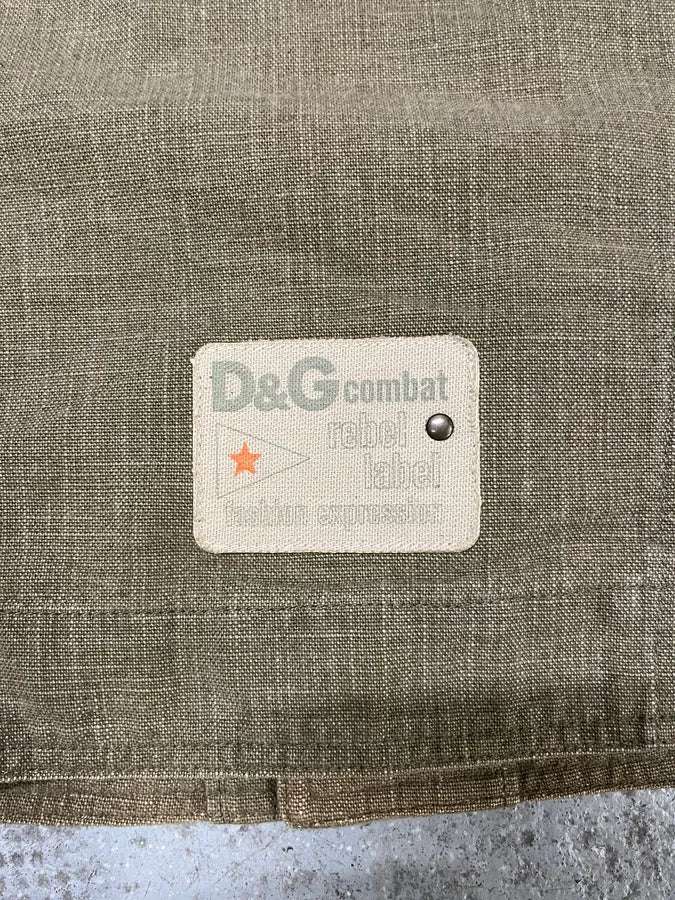 D&G combat
rebel
label
fashion expression